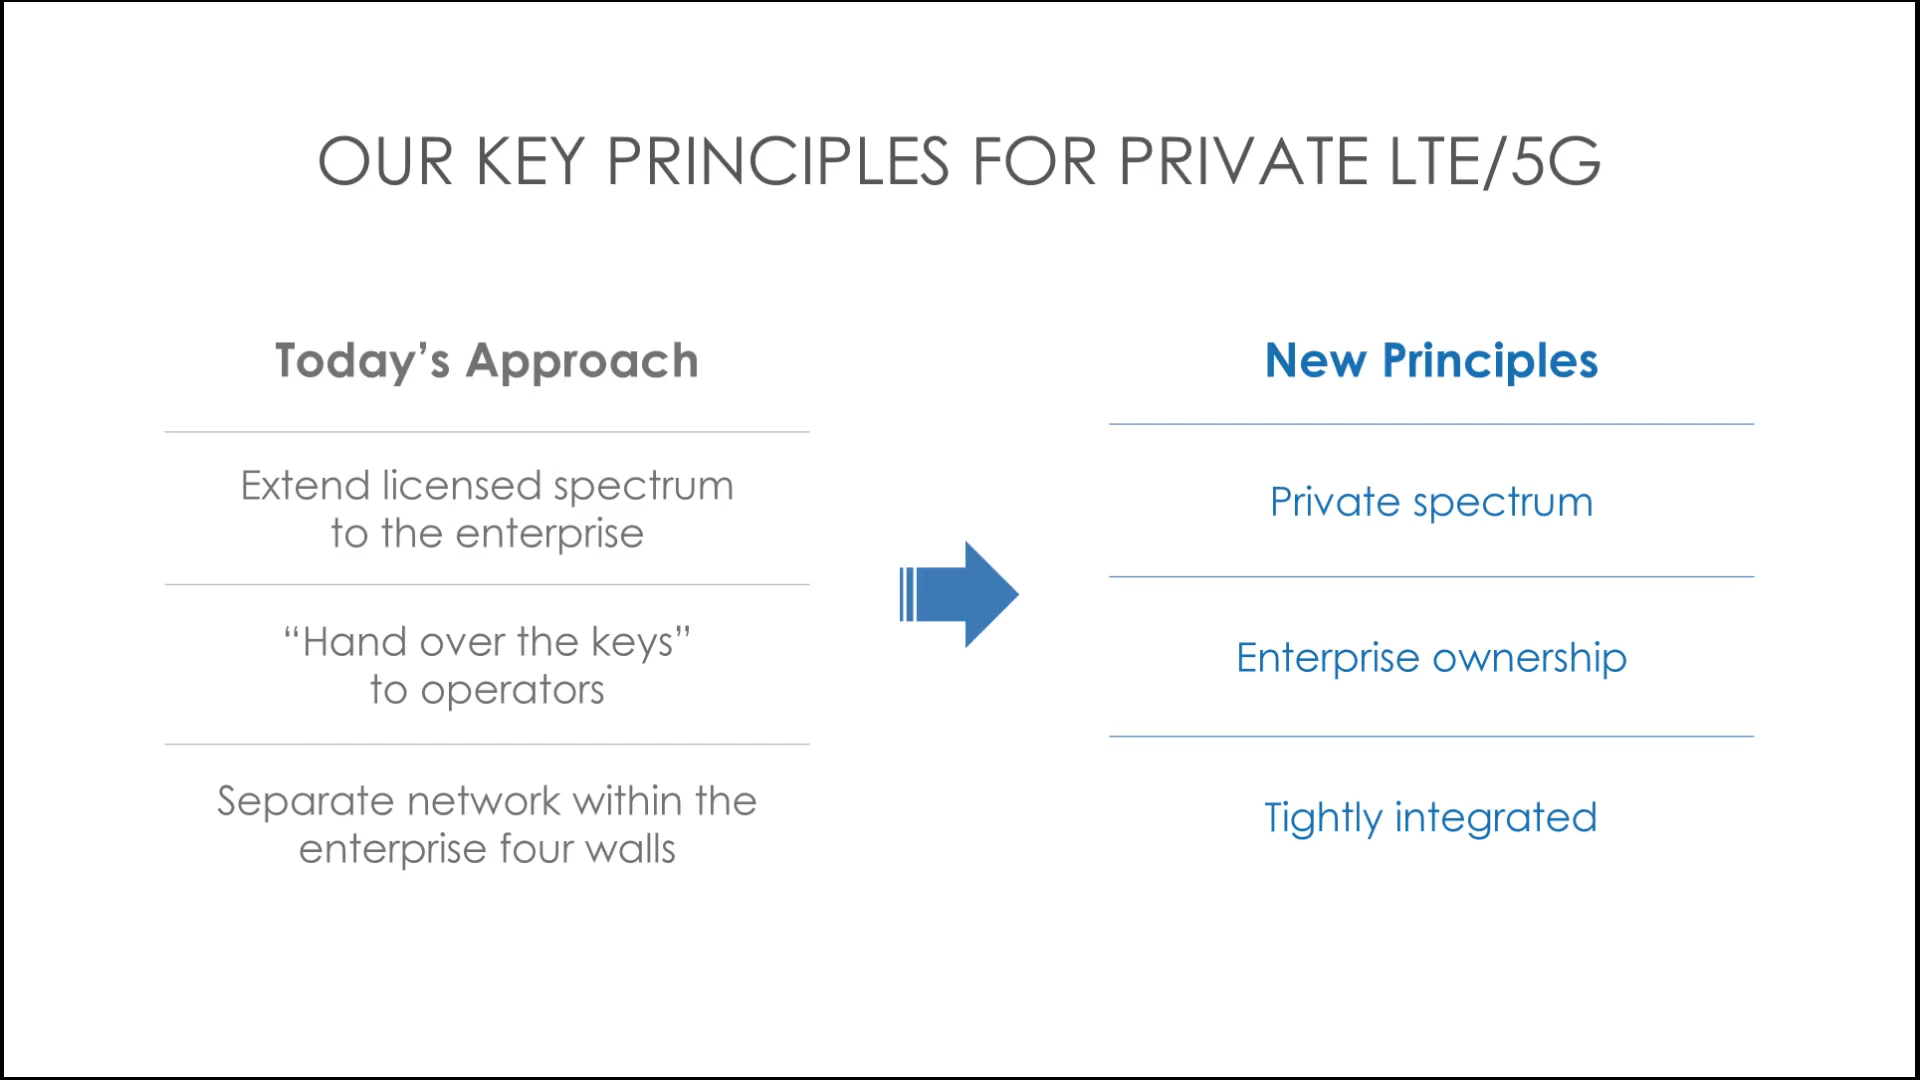 OUR KEY PRINCIPLES FOR PRIVATE LTE/5G
Today’s Approach
Extend licensed spectrum
to the enterprise
“Hand over the keys”
to operators
Separate network within the
enterprise four walls
New Principles
Private spectrum
Enterprise ownership
Tightly integrated